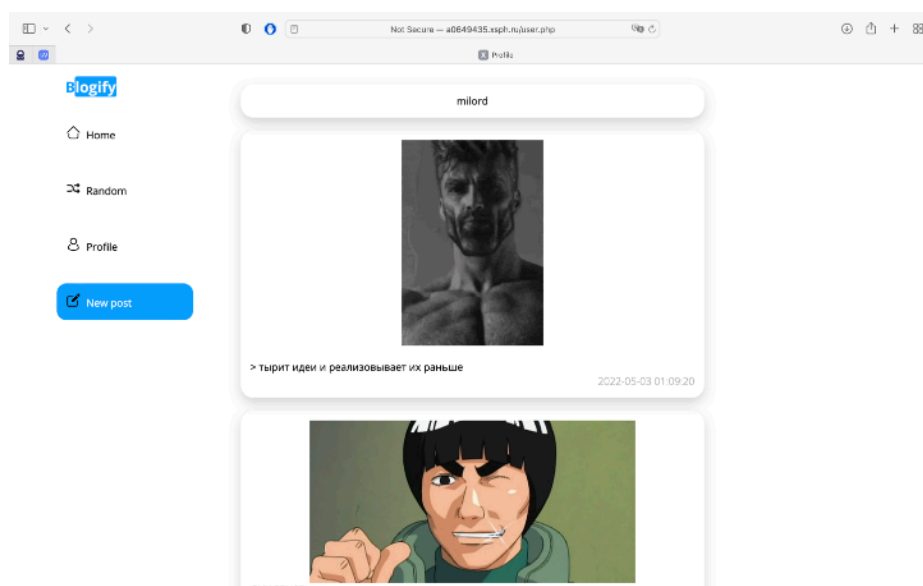 Not Secure — a0649435.xsph.ru/user.php
Profile
Blogify
Home
Random
Profile
New post
milord
> тырит идеи и реализовывает их раньше
2022-05-03 01:09:20